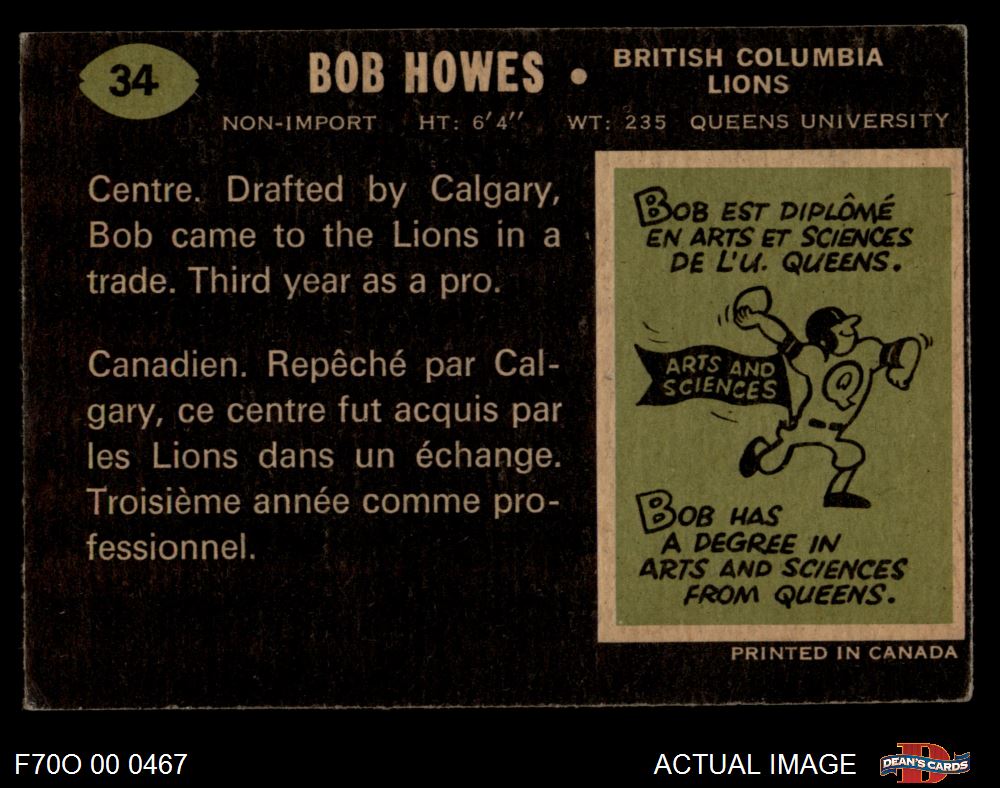 34
BOB HOWES • BRITISH COLUMBIA
LIONS
NON-IMPORT HT: 6'4" WT: 235 QUEENS UNIVERSITY
Centre. Drafted by Calgary,
Bob came to the Lions in a
trade. Third year as a pro.
Canadien. Repêché par Cal-
gary, ce centre fut acquis par
les Lions dans un échange.
Troisième année comme pro-
fessionnel.
BOB EST DIPLÔMÉ
EN ARTS ET SCIENCES
DE L'U. QUEENS.
ARTS AND
SCIENCES
Q
BOB HAS
A DEGREE IN
ARTS AND SCIENCES
FROM QUEENS.
PRINTED IN CANADA
F70O 00 0467
ACTUAL IMAGE
D
DEAN'S CARDS